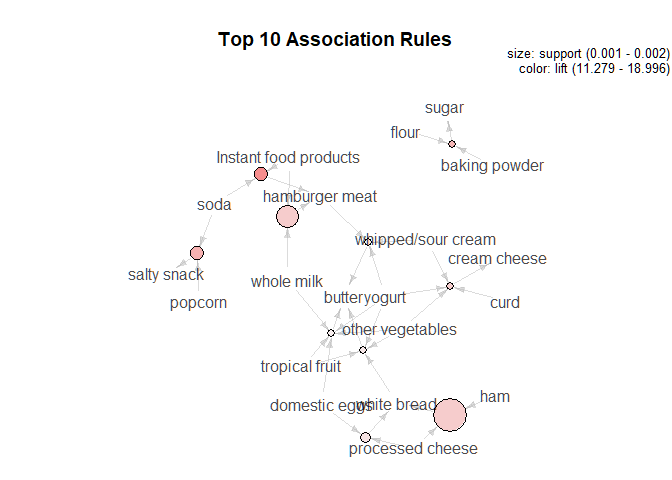 Top 10 Association Rules
size: support (0.001 - 0.002)
color: lift (11.279 - 18.996)
sugar
flour
baking powder
Instant food products
hamburger meat
soda
whipped/sour cream
cream cheese
salty snack
popcorn
whole milk
butter
yogurt
curd
other vegetables
tropical fruit
domestic eggs
white bread
ham
processed cheese